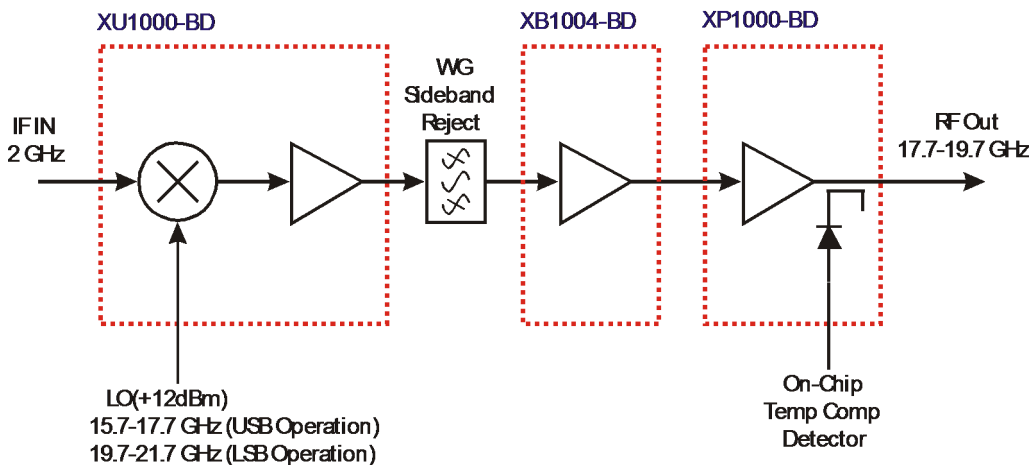 XU1000-BD
XB1004-BD
XP1000-BD
IF IN
2 GHz
WG
Sideband
Reject
RF Out
17.7-19.7 GHz
LO(+12dBm)
15.7-17.7 GHz (USB Operation)
19.7-21.7 GHz (LSB Operation)
On-Chip
Temp Comp
Detector